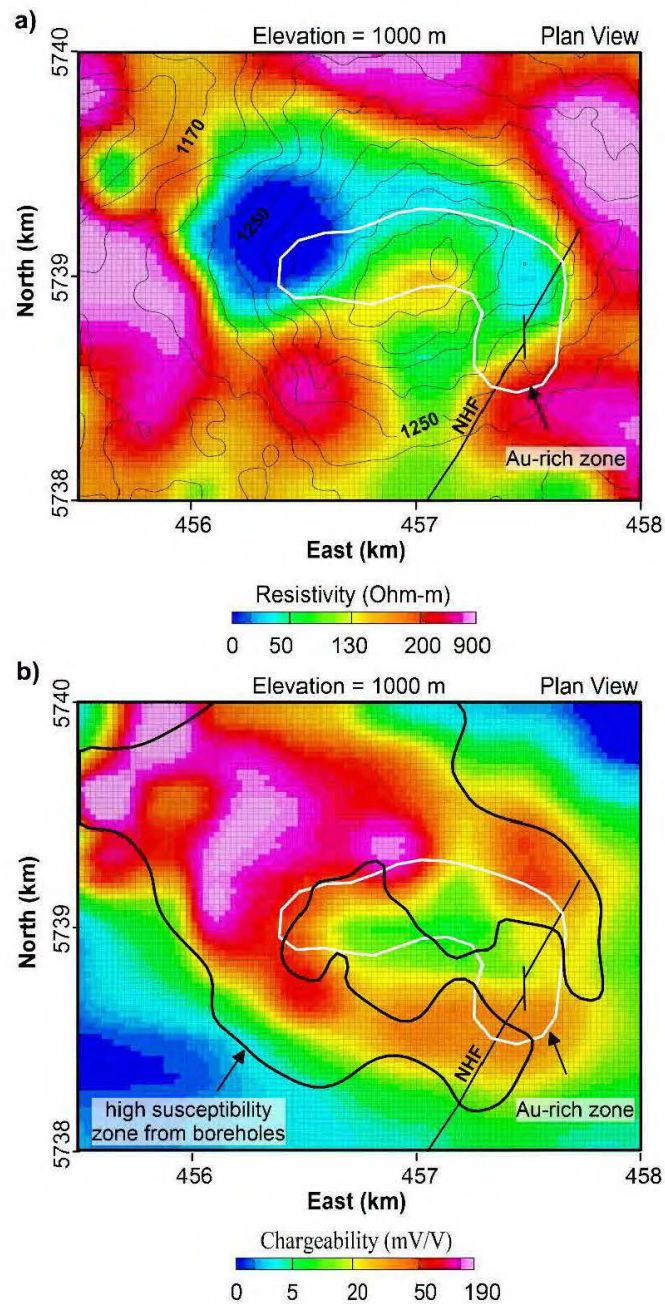 a)
Elevation = 1000 m Plan View
5740
5739
5738
North (km)
1170
1250
1250
NHF
Au-rich zone
456 457 458
East (km)
Resistivity (Ohm-m)
0 50 130 200 900
b)
Elevation = 1000 m Plan View
5740
5739
5738
North (km)
NHF
high susceptibility
zone from boreholes
Au-rich zone
456 457 458
East (km)
Chargeability (mV/V)
0 5 20 50 190